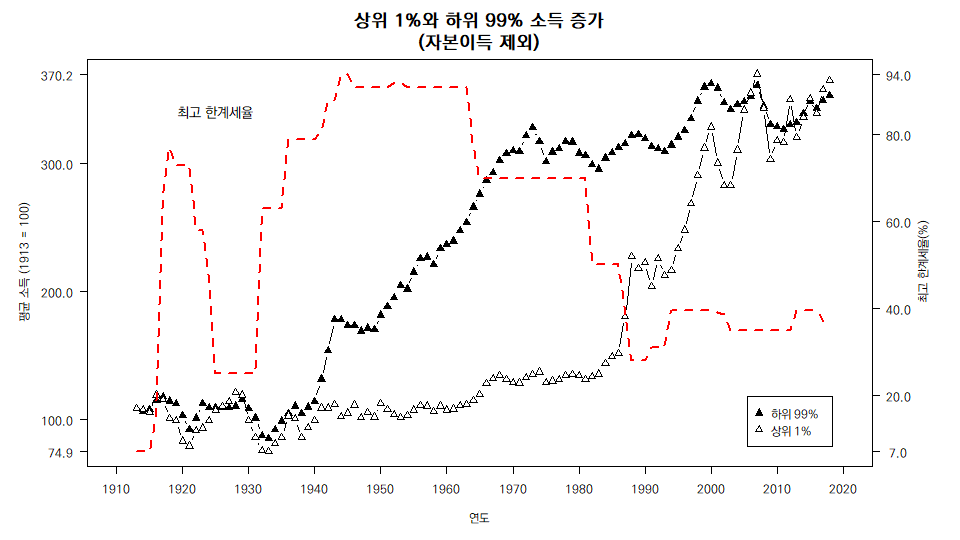 상위 1%와 하위 99% 소득 증가
(자본이득 제외)
최고 한계세율
370.2
300.0
200.0
100.0
74.9
평균 소득 (1913 = 100)
94.0
80.0
60.0
40.0
20.0
7.0
최고 한계세율(%)
하위 99%
상위 1%
1910 1920 1930 1940 1950 1960 1970 1980 1990 2000 2010 2020
연도